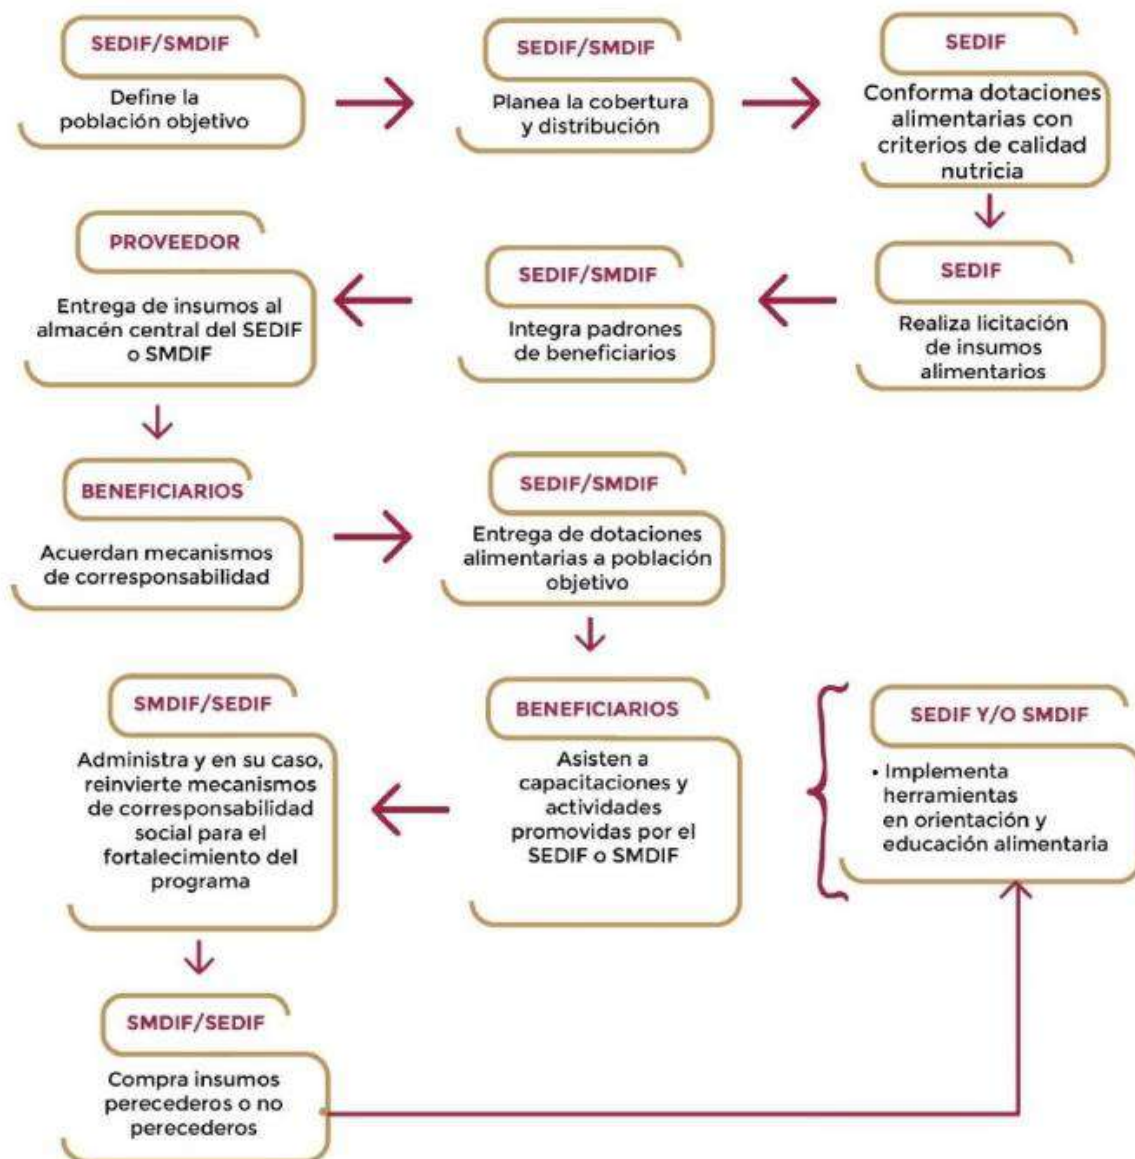 SEDIF/SMDIF
Define la
población objetivo
SEDIF/SMDIF
Planea la cobertura
y distribución
SEDIF
Conforma dotaciones
alimentarias con
criterios de calidad
nutricia
SEDIF
Realiza licitación
de insumos
alimentarios
SEDIF/SMDIF
Integra padrones
de beneficiarios
PROVEEDOR
Entrega de insumos al
almacén central del SEDIF
o SMDIF
BENEFICIARIOS
Acuerdan mecanismos
de corresponsabilidad
SEDIF/SMDIF
Entrega de dotaciones
alimentarias a población
objetivo
BENEFICIARIOS
Asisten a
capacitaciones y
actividades
promovidas por el
SEDIF o SMDIF
SMDIF/SEDIF
Administra y en su caso,
reinvierte mecanismos
de corresponsabilidad
social para el
fortalecimiento del
programa
SMDIF/SEDIF
Compra insumos
perecederos o no
perecederos
SEDIF Y/O SMDIF
• Implementa
herramientas
en orientación y
educación alimentaria